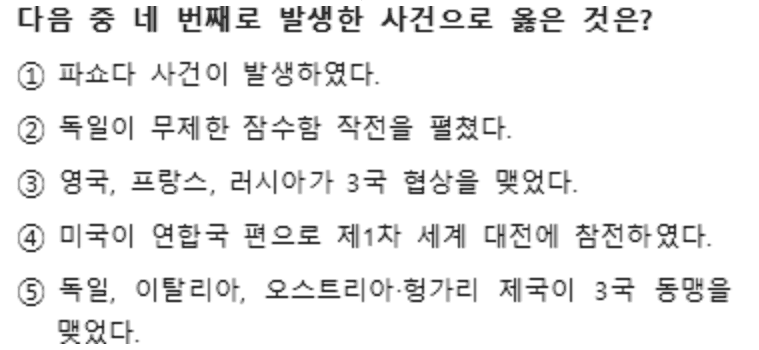 다음 중 네 번째로 발생한 사건으로 옳은 것은?
① 파쇼다 사건이 발생하였다.
② 독일이 무제한 잠수함 작전을 펼쳤다.
③ 영국, 프랑스, 러시아가 3국 협상을 맺었다.
④ 미국이 연합국 편으로 제1차 세계 대전에 참전하였다.
⑤ 독일, 이탈리아, 오스트리아·헝가리 제국이 3국 동맹을
맺었다.